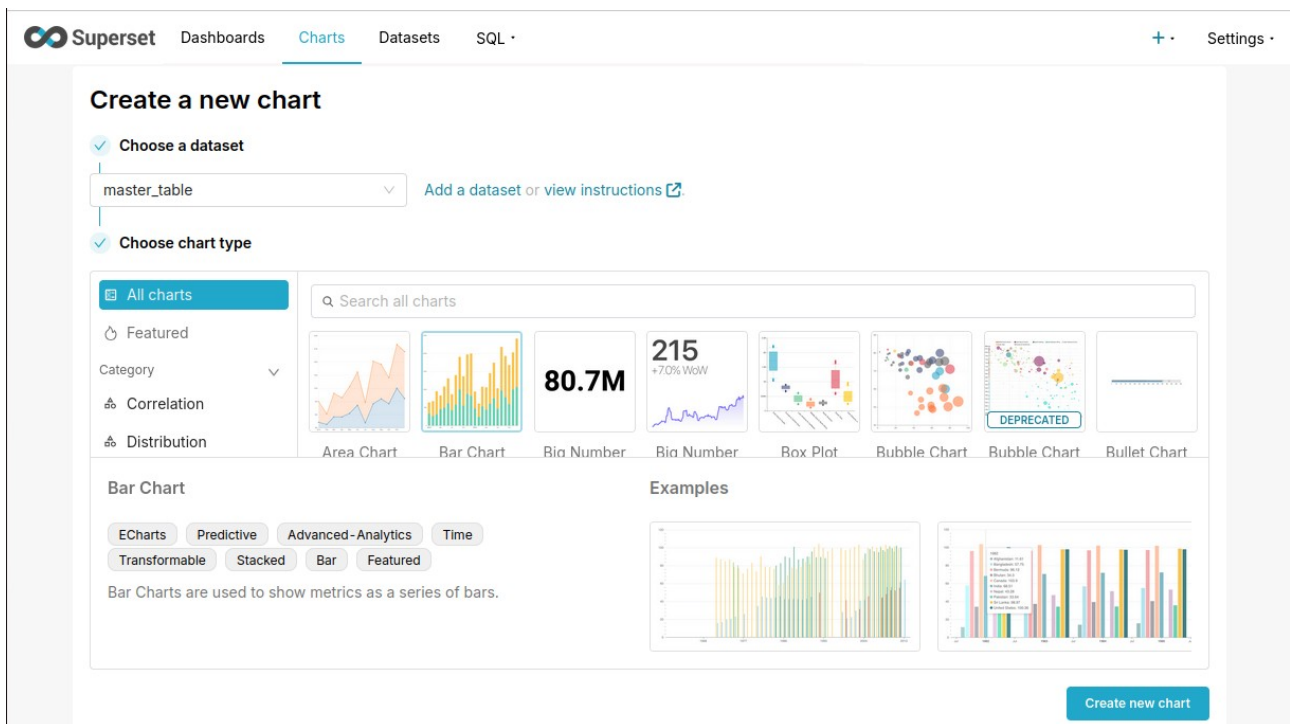 Superset Dashboards Charts Datasets SQL + Settings
Create a new chart
Choose a dataset
master_table
Add a dataset or view instructions
Choose chart type
All charts
Search all charts
Featured
Category
Correlation
Distribution
80.7M
215
+7.0% WoW
DEPRECATED
Area Chart Bar Chart Big Number Big Number Box Plot Bubble Chart Bubble Chart Bullet Chart
Bar Chart
ECharts Predictive Advanced-Analytics Time
Transformable Stacked Bar Featured
Bar Charts are used to show metrics as a series of bars.
Examples
Create new chart